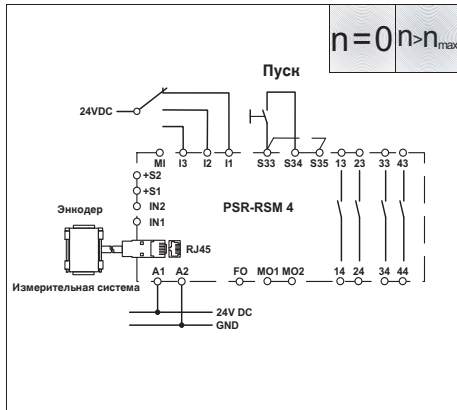 n=0 n>nmax
Пуск
24VDC
MI I3 I2 I1 S33 S34 S35 13 23 33 43
+S2
+S1
IN2
IN1
PSR-RSM 4
Энкодер
RJ45
Измерительная система
A1 A2 FO MO1 MO2 14 24 34 44
24V DC
GND